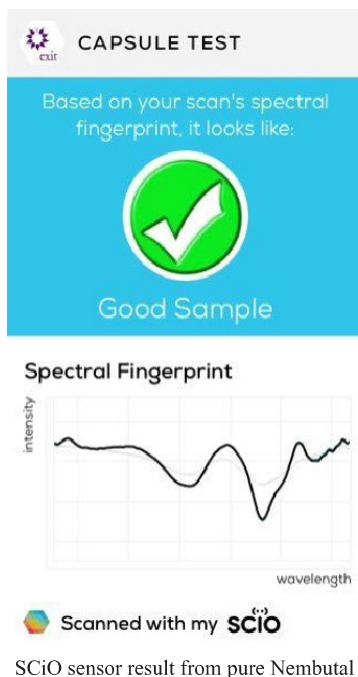 exit
CAPSULE TEST
Based on your scan's spectral
fingerprint, it looks like:
Good Sample
Spectral Fingerprint
intensity
wavelength
Scanned with my SCiO
SCiO sensor result from pure Nembutal